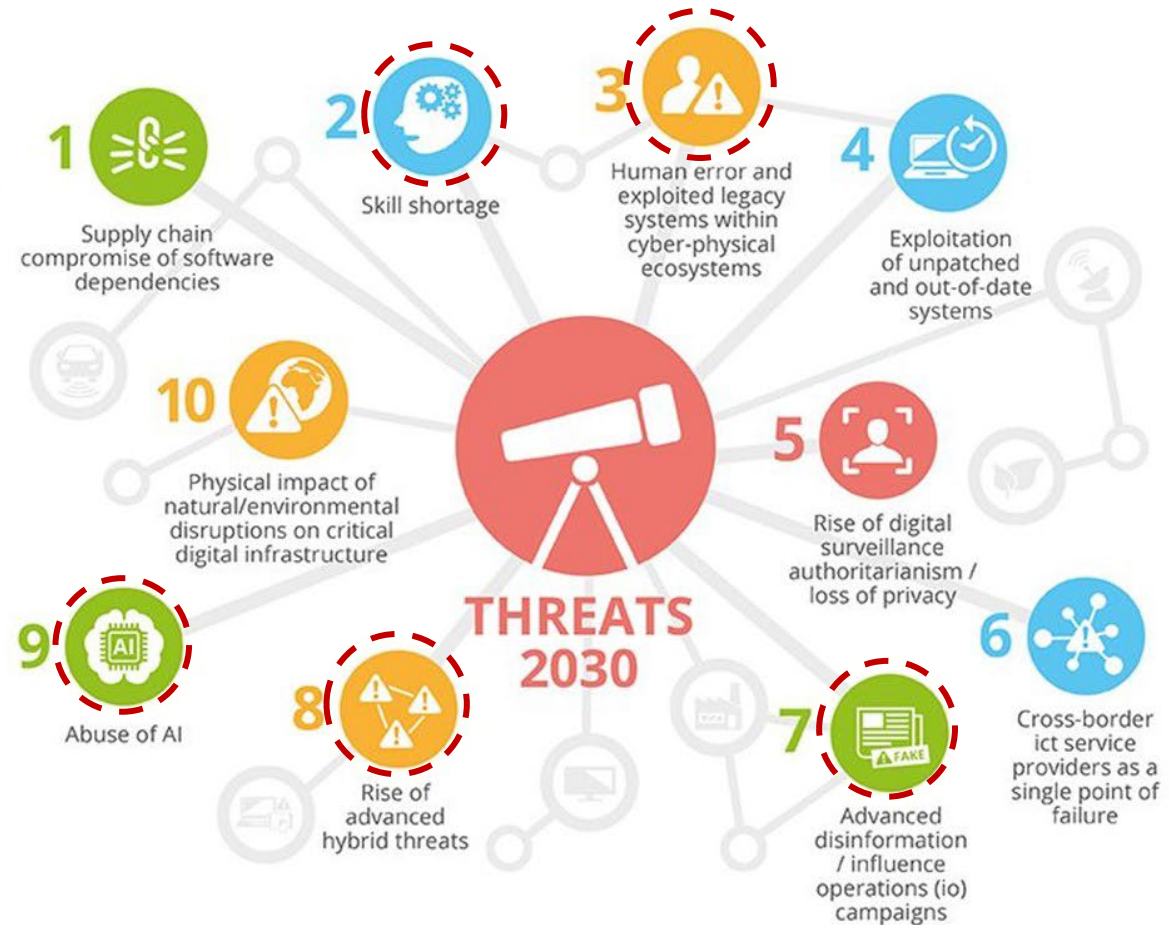 1
Supply chain
compromise of software
dependencies
2
Skill shortage
3
Human error and
exploited legacy
systems within
cyber-physical
ecosystems
4
Exploitation
of unpatched
and out-of-date
systems
10
Physical impact of
natural/environmental
disruptions on critical
digital infrastructure
THREATS
2030
5
Rise of digital
surveillance
authoritarianism /
loss of privacy
9
AI
Abuse of AI
8
Rise of
advanced
hybrid threats
7
FAKE
Advanced
disinformation
/ influence
operations (io)
campaigns
6
Cross-border
ict service
providers as a
single point of
failure